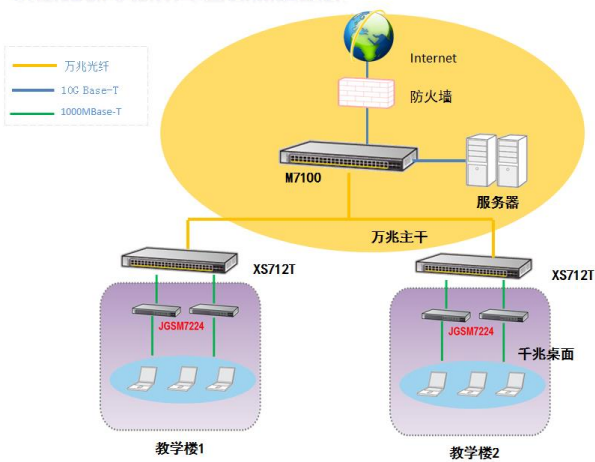 Internet
万兆光纤
10G Base-T
防火墙
1000MBase-T
M7100
服务器
万兆主干
XS712T
XS712T
JGSM7224
JGSM7224
千兆桌面
教学楼1
教学楼2